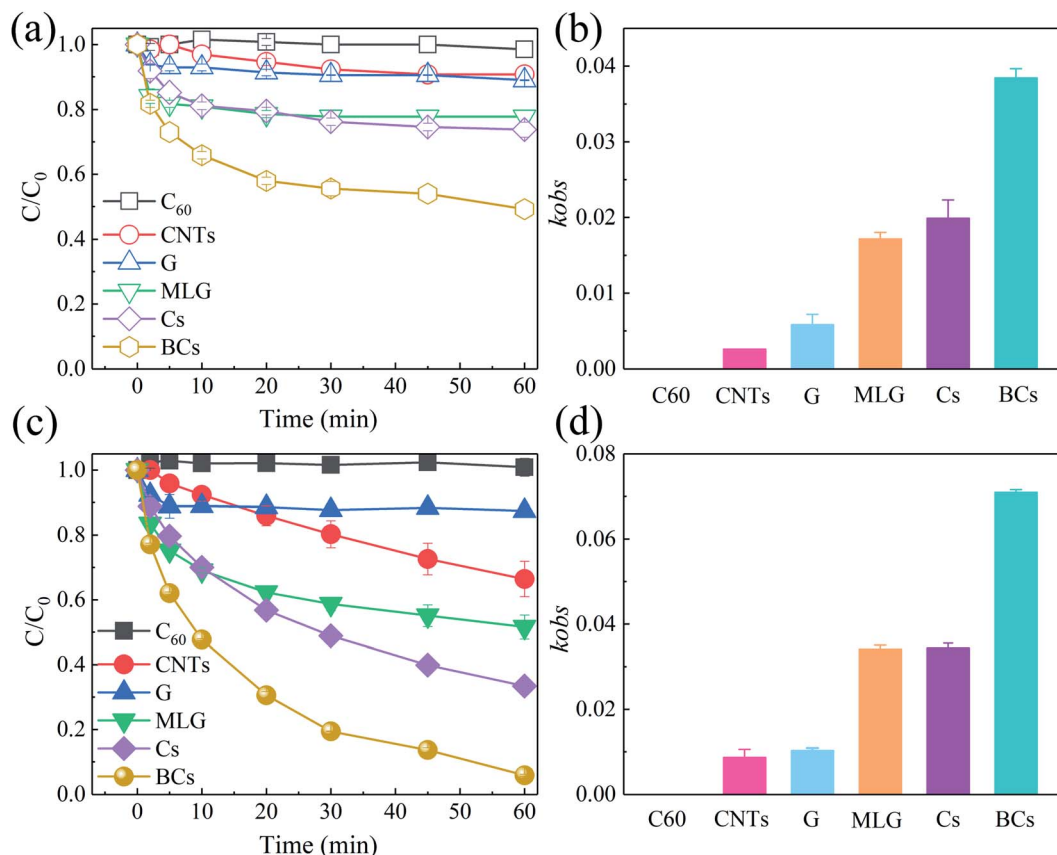 (a)
1.0
0.8
0.6
0.4
0.2
0.0
C/C₀
C₆₀
CNTs
G
MLG
Cs
BCs
0 10 20 30 40 50 60
Time (min)
(b)
0.04
0.03
0.02
0.01
0.00
kobs
C60 CNTs G MLG Cs BCs
(c)
1.0
0.8
0.6
0.4
0.2
0.0
C/C₀
C₆₀
CNTs
G
MLG
Cs
BCs
0 10 20 30 40 50 60
Time (min)
(d)
0.08
0.06
0.04
0.02
0.00
kobs
C60 CNTs G MLG Cs BCs